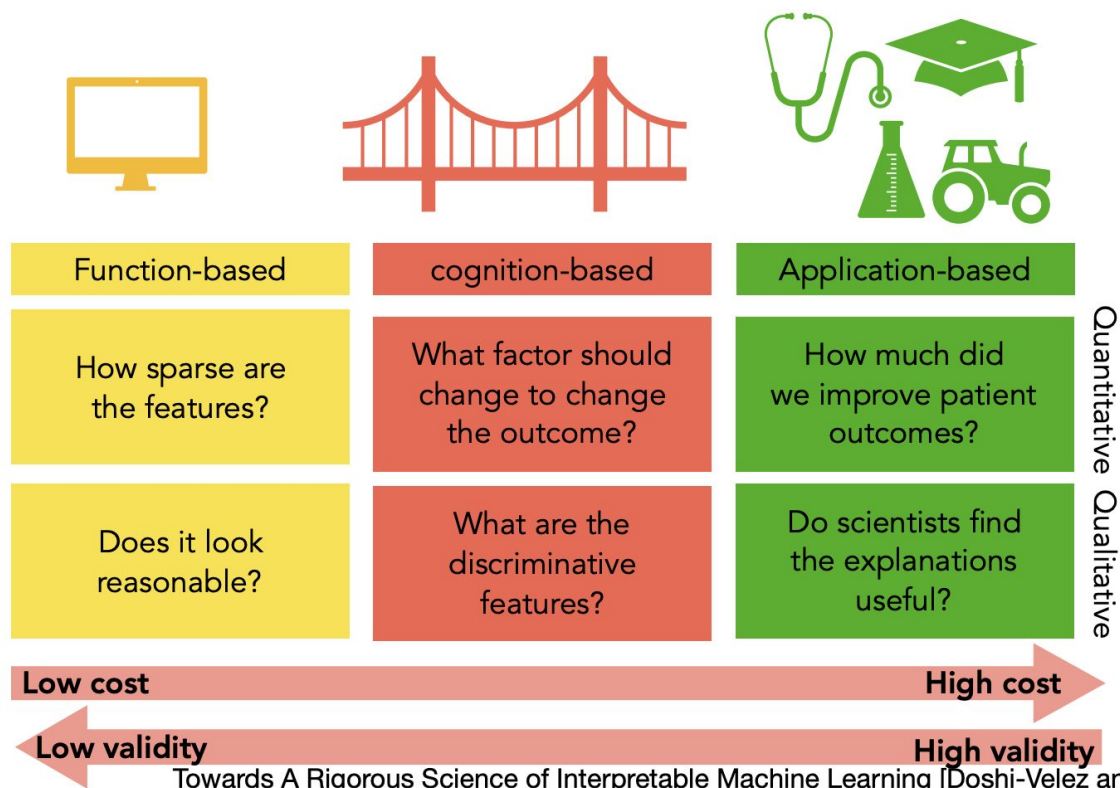 Function-based
cognition-based
Application-based
How sparse are
the features?
What factor should
change to change
the outcome?
How much did
we improve patient
outcomes?
Quantitative
Does it look
reasonable?
What are the
discriminative
features?
Do scientists find
the explanations
useful?
Qualitative
Low cost
High cost
Low validity
High validity
Towards A Rigorous Science of Interpretable Machine Learning [Doshi-Velez an